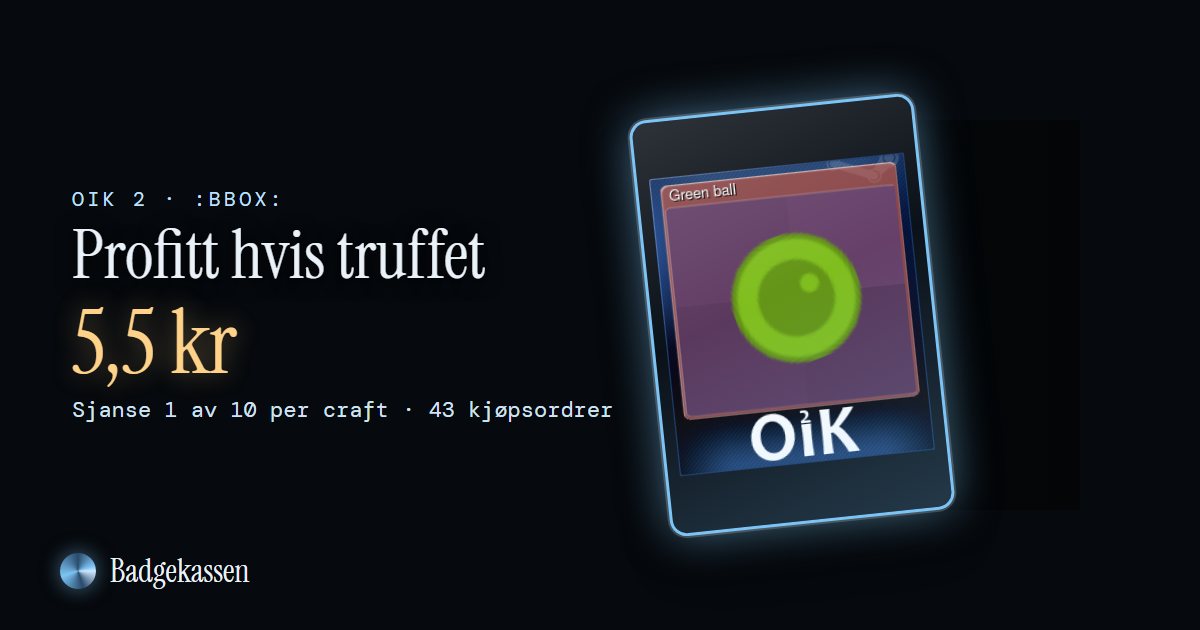 OIK 2 · :BBOX:
Profitt hvis truffet
5,5 kr
Sjanse 1 av 10 per craft · 43 kjøpsordrer
Green ball
OiK
2
Badgekassen